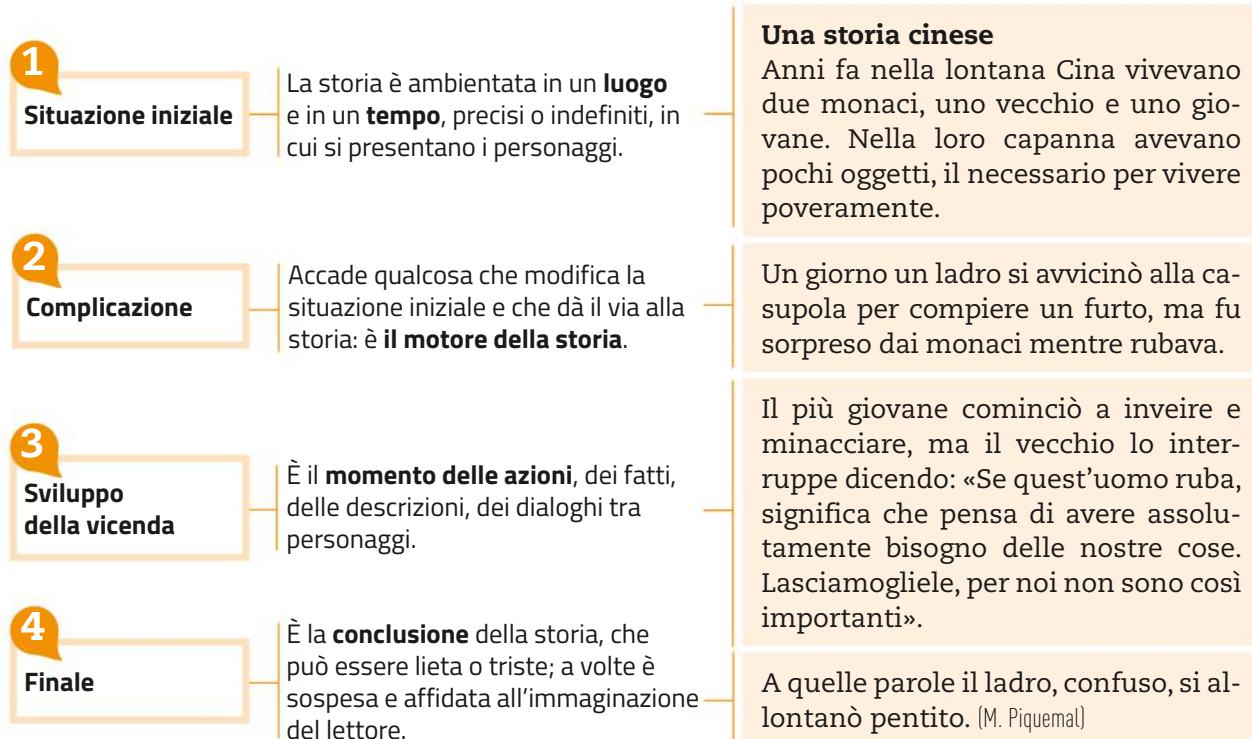 1
Situazione iniziale
La storia è ambientata in un luogo
e in un tempo, precisi o indefiniti, in
cui si presentano i personaggi.
Una storia cinese
Anni fa nella lontana Cina vivevano
due monaci, uno vecchio e uno gio-
vane. Nella loro capanna avevano
pochi oggetti, il necessario per vivere
poveramente.
2
Complicazione
Accade qualcosa che modifica la
situazione iniziale e che dà il via alla
storia: è il motore della storia.
Un giorno un ladro si avvicinò alla ca-
supola per compiere un furto, ma fu
sorpreso dai monaci mentre rubava.
3
Sviluppo
della vicenda
È il momento delle azioni, dei fatti,
delle descrizioni, dei dialoghi tra
personaggi.
Il più giovane cominciò a inveire e
minacciare, ma il vecchio lo inter-
ruppe dicendo: «Se quest'uomo ruba,
significa che pensa di avere assolu-
tamente bisogno delle nostre cose.
Lasciamogliele, per noi non sono così
importanti».
4
Finale
È la conclusione della storia, che
può essere lieta o triste; a volte è
sospesa e affidata all'immaginazione
del lettore.
A quelle parole il ladro, confuso, si al-
lontanò pentito. (M. Piquemal)